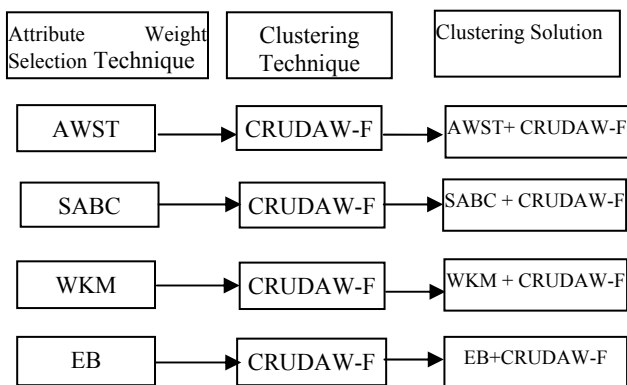 Attribute Weight
Selection Technique
Clustering
Technique
Clustering Solution
AWST
CRUDAW-F
AWST+ CRUDAW-F
SABC
CRUDAW-F
SABC + CRUDAW-F
WKM
CRUDAW-F
WKM + CRUDAW-F
EB
CRUDAW-F
EB+CRUDAW-F